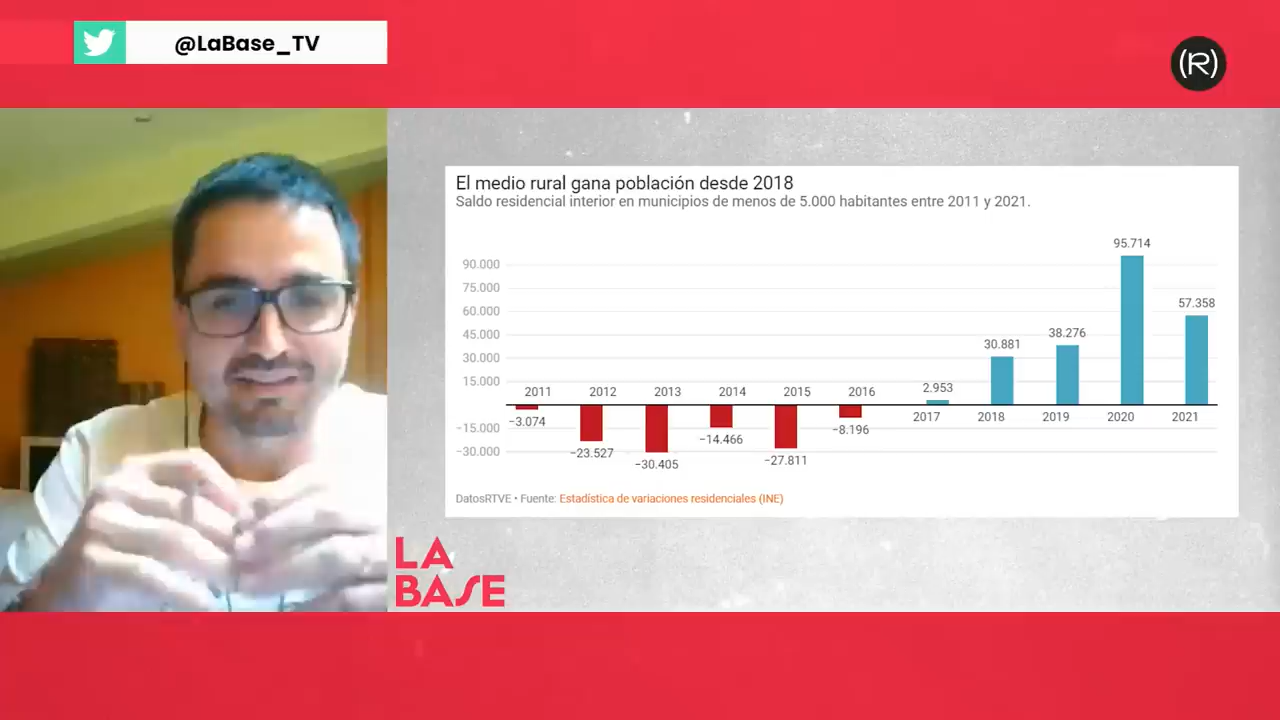 @LaBase_TV
(R)
El medio rural gana población desde 2018
Saldo residencial interior en municipios de menos de 5.000 habitantes entre 2011 y 2021.
95.714
90.000
75.000
57.358
60.000
38.276
45.000
30.881
30.000
2.953
15.000
2011 2012 2013 2014 2015 2016
2017 2018 2019 2020 2021
−3.074
−15.000
−14.466
−8.196
−23.527
−30.000
−30.405
−27.811
DatosRTVE • Fuente: Estadística de variaciones residenciales (INE)
LA
BASE